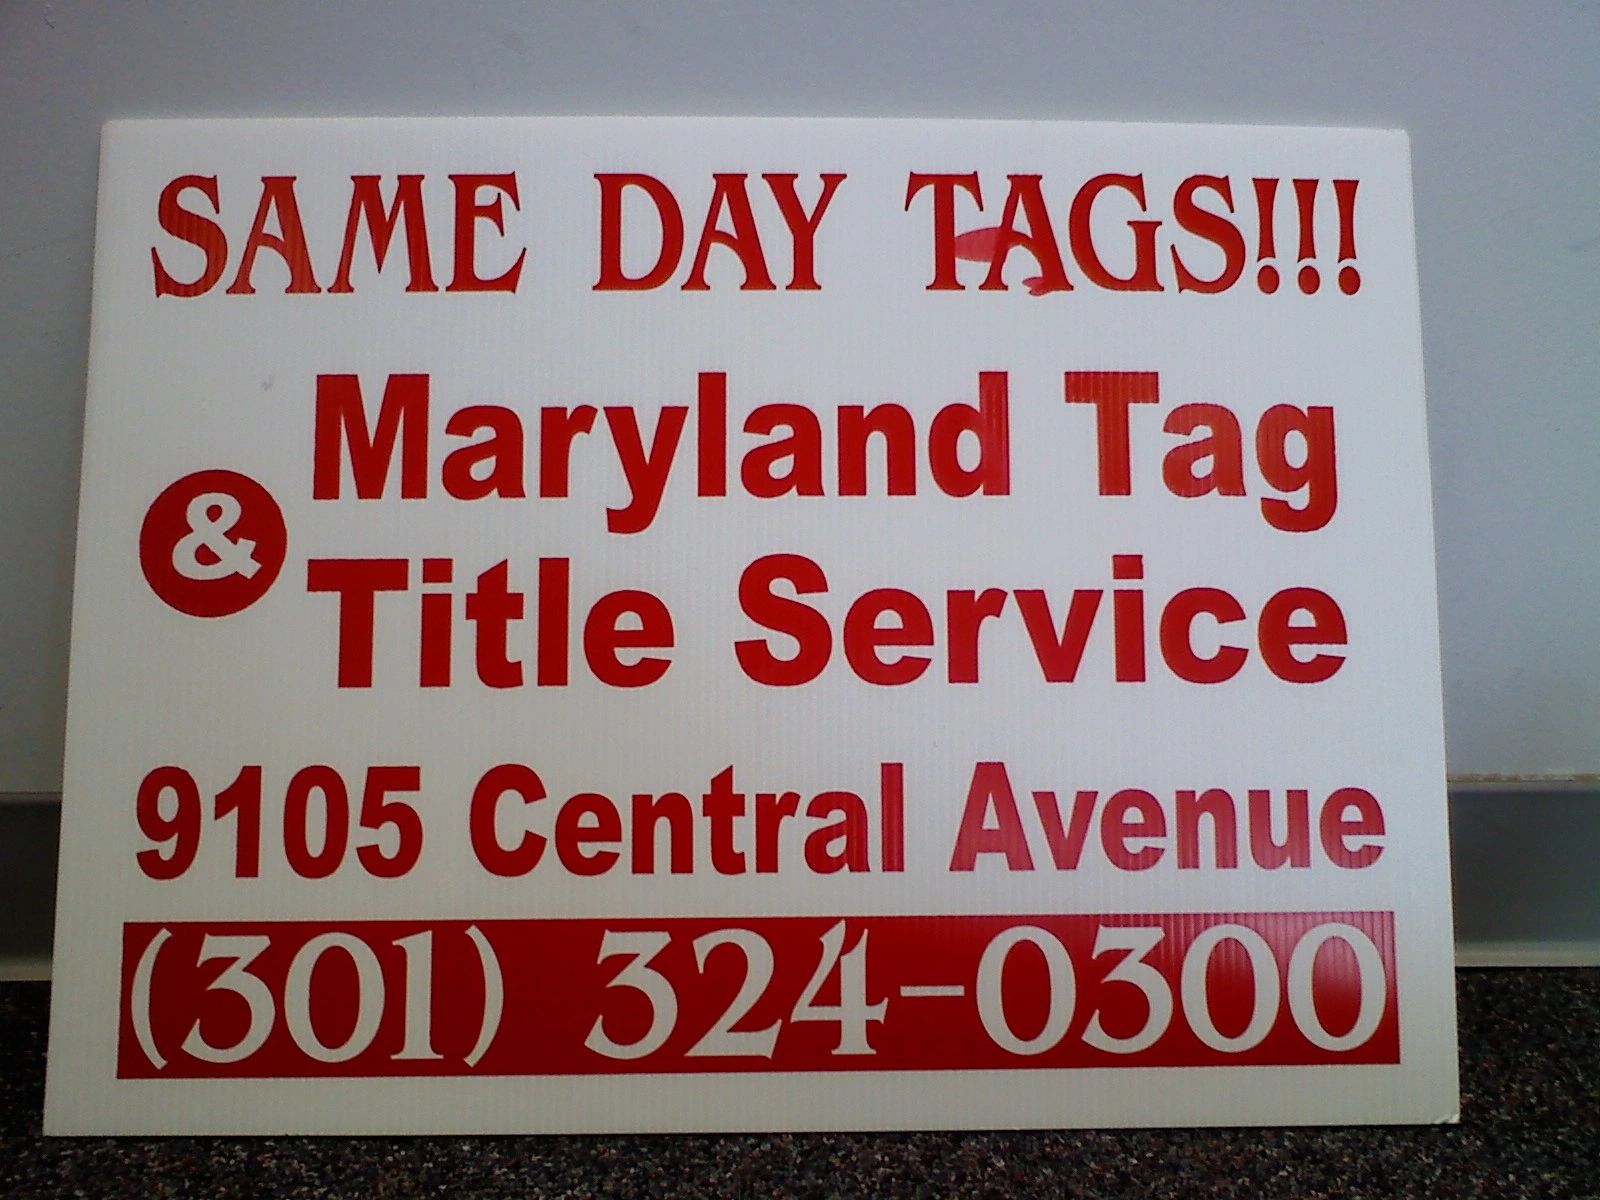 SAME DAY TAGS!!!
Maryland Tag
& Title Service
9105 Central Avenue
(301) 324-0300